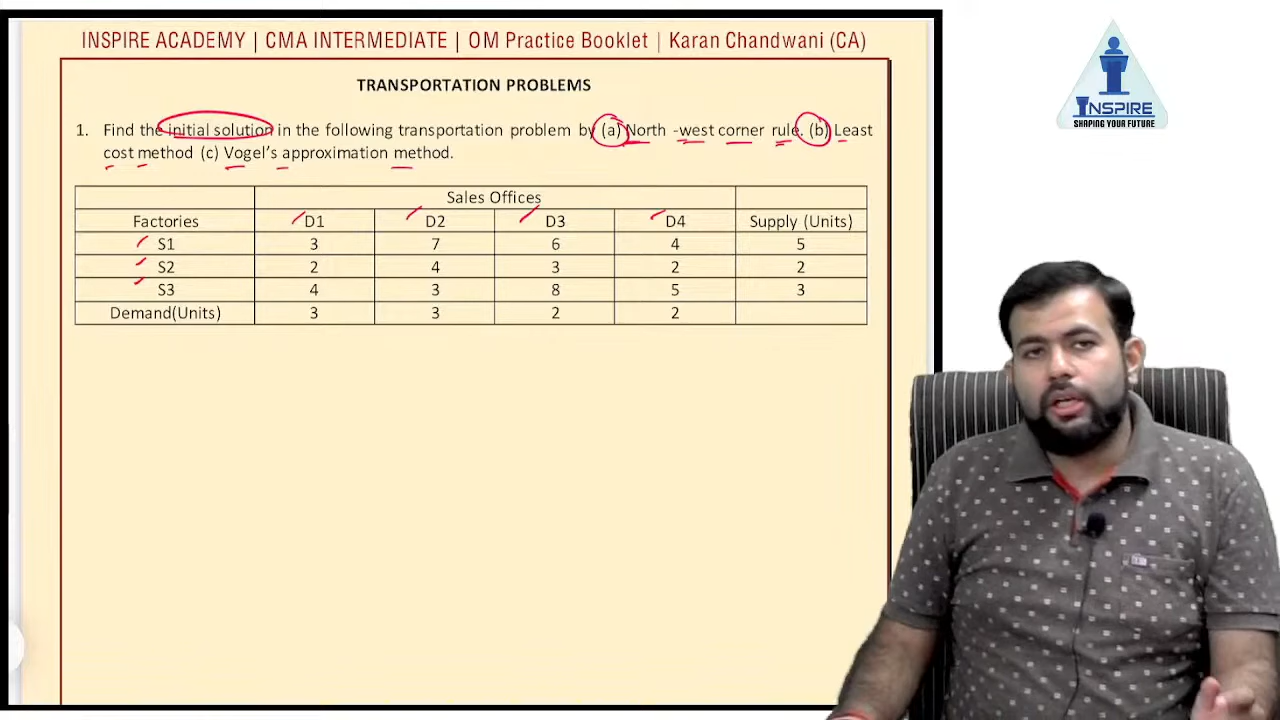 INSPIRE ACADEMY | CMA INTERMEDIATE | OM Practice Booklet | Karan Chandwani (CA)
INSPIRE
SHAPING YOUR FUTURE
TRANSPORTATION PROBLEMS
1. Find the initial solution in the following transportation problem by (a) North -west corner rule. (b) Least
cost method (c) Vogel's approximation method.
Sales Offices
Factories D1 D2 D3 D4 Supply (Units)
S1 3 7 6 4 5
S2 2 4 3 2 2
S3 4 3 8 5 3
Demand(Units) 3 3 2 2